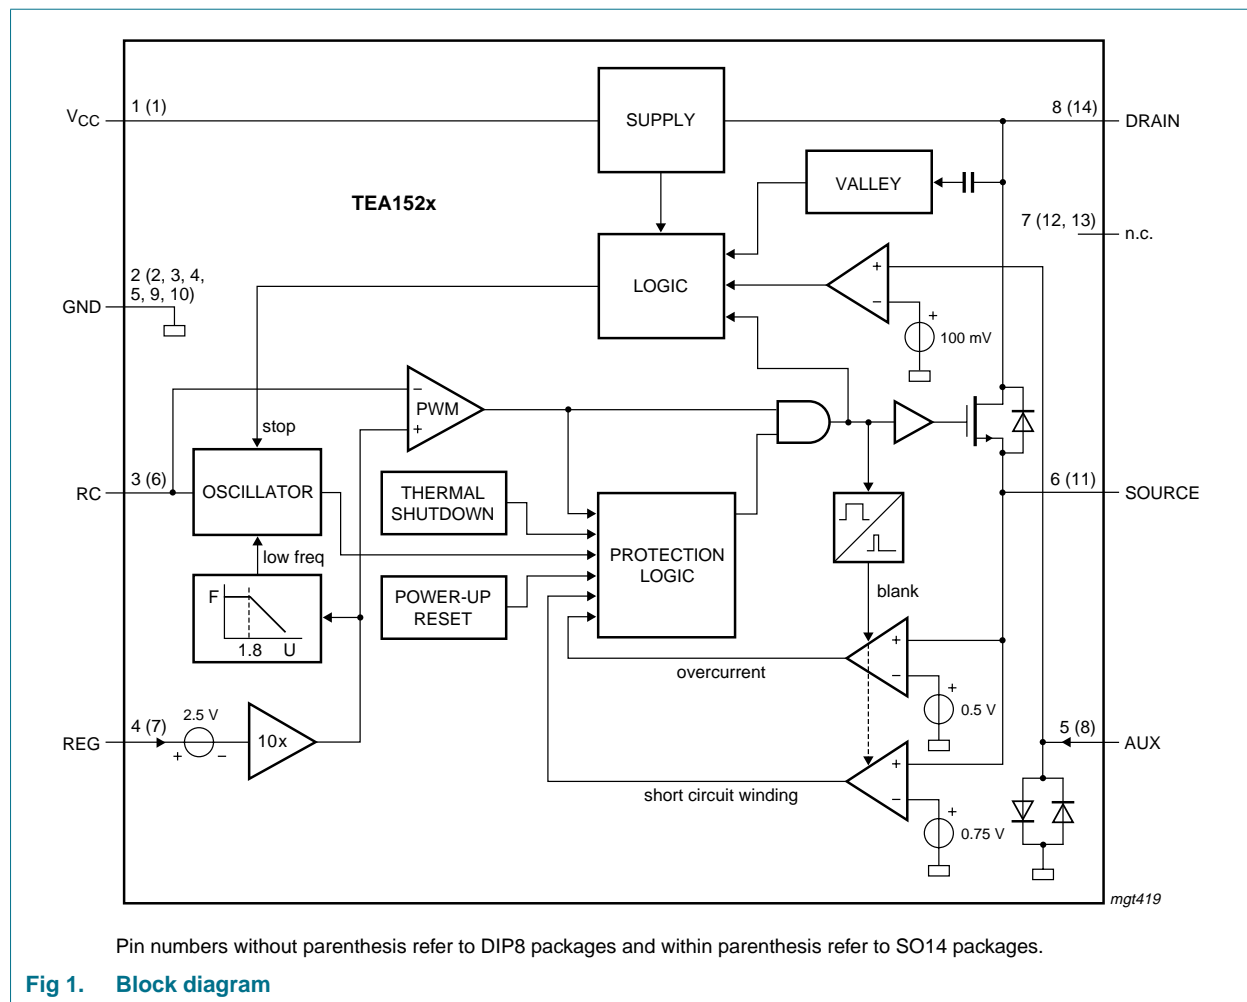 1 (1)
VCC
SUPPLY
8 (14)
DRAIN
VALLEY
TEA152x
7 (12, 13)
n.c.
2 (2, 3, 4,
5, 9, 10)
GND
LOGIC
+
−
+
100 mV
−
PWM
+
stop
3 (6)
RC
OSCILLATOR
THERMAL
SHUTDOWN
6 (11)
SOURCE
low freq
PROTECTION
LOGIC
F
1.8
U
POWER-UP
RESET
blank
+
−
overcurrent
+
0.5 V
4 (7)
REG
2.5 V
+
−
10x
5 (8)
AUX
+
−
short circuit winding
+
0.75 V
mgt419
Pin numbers without parenthesis refer to DIP8 packages and within parenthesis refer to SO14 packages.
Fig 1. Block diagram